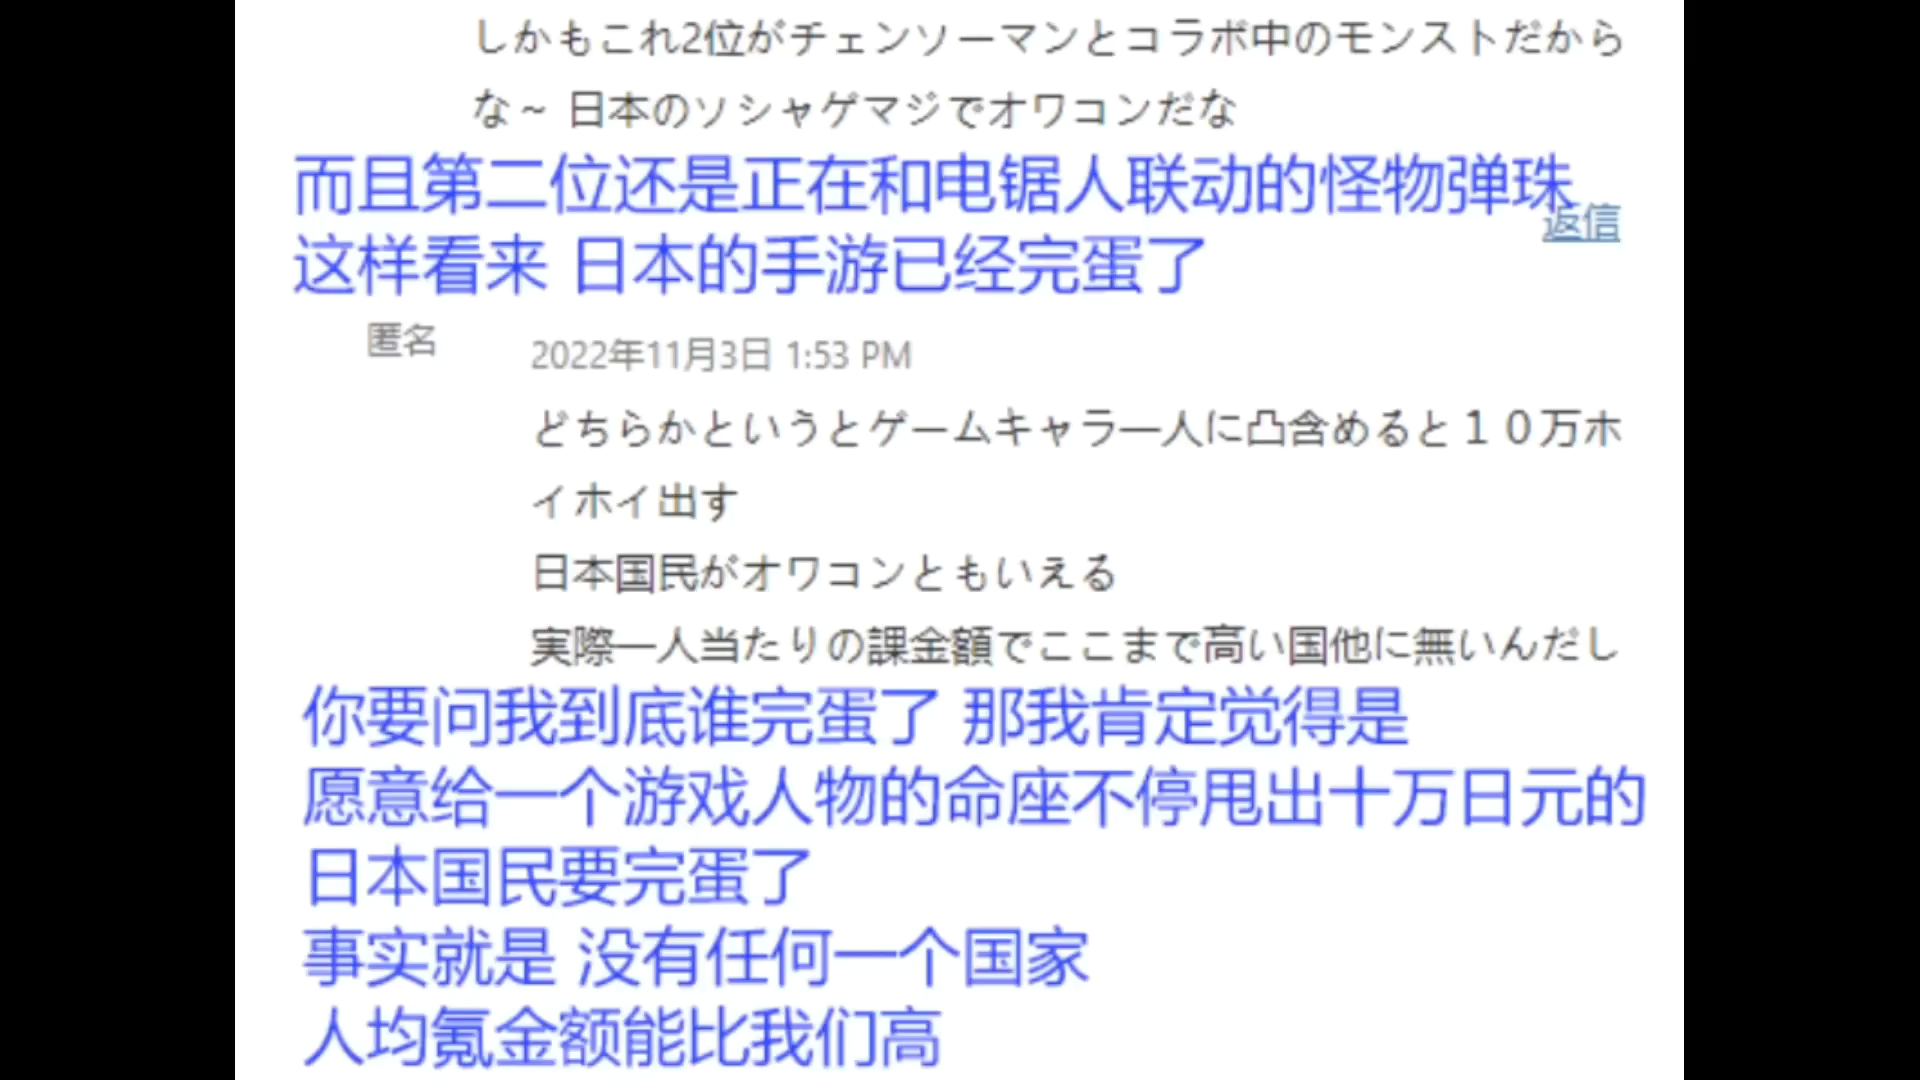 しかもこれ2位がチェンソーマンとコラボ中のモンストだから
な～ 日本のソシャゲマジでオワコンだな
而且第二位还是正在和电锯人联动的怪物弹珠
返信
这样看来 日本的手游已经完蛋了
匿名
2022年11月3日 1:53 PM
どちらかというとゲームキャラ一人に凸含めると１０万ホ
イホイ出す
日本国民がオワコンともいえる
実際一人当たりの課金額でここまで高い国他に無いんだし
你要问我到底谁完蛋了 那我肯定觉得是
愿意给一个游戏人物的命座不停甩出十万日元的
日本国民要完蛋了
事实就是 没有任何一个国家
人均氪金额能比我们高